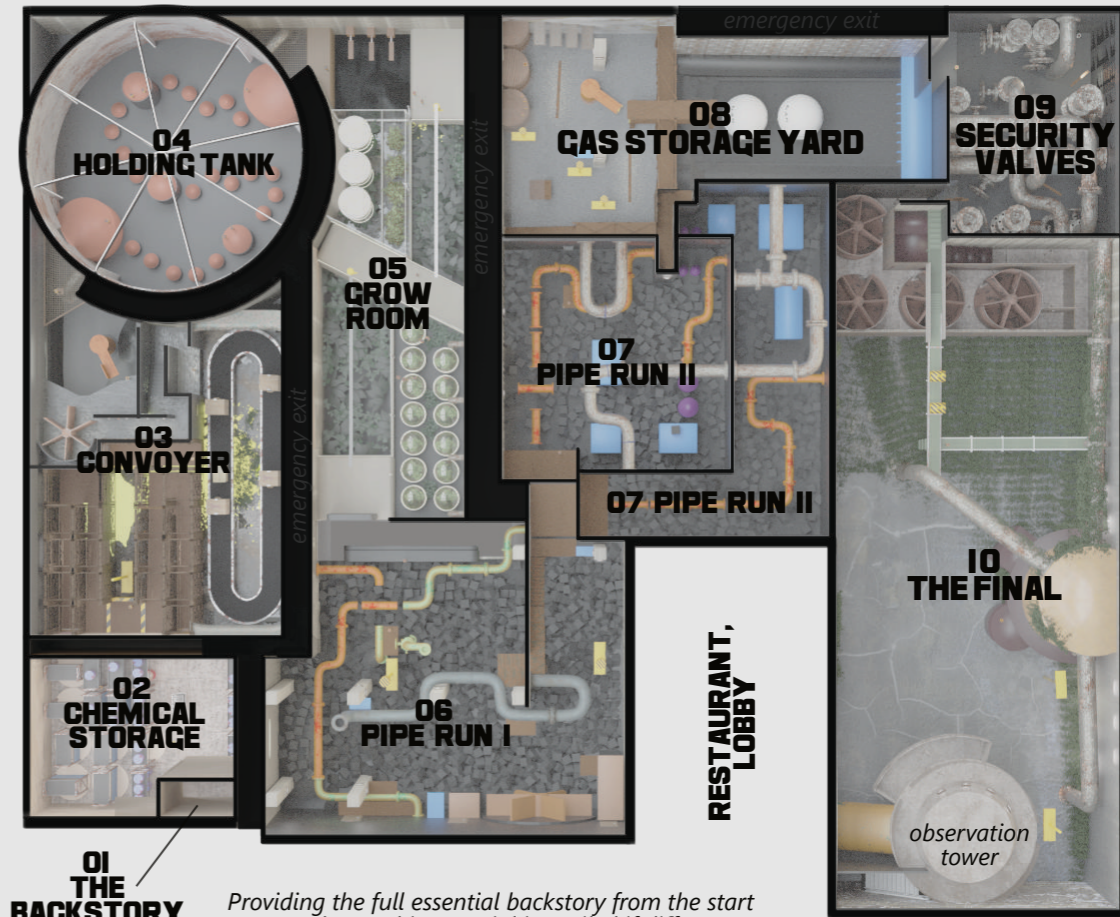 emergency exit
04
HOLDING TANK
08
GAS STORAGE YARD
09
SECURITY
VALVES
emergency exit
05
GROW
ROOM
07
PIPE RUN II
03
CONVOYER
emergency exit
07 PIPE RUN II
10
THE FINAL
02
CHEMICAL
STORAGE
06
PIPE RUN I
RESTAURANT,
LOBBY
observation
tower
01
THE
BACKSTORY
Providing the full essential backstory from the start